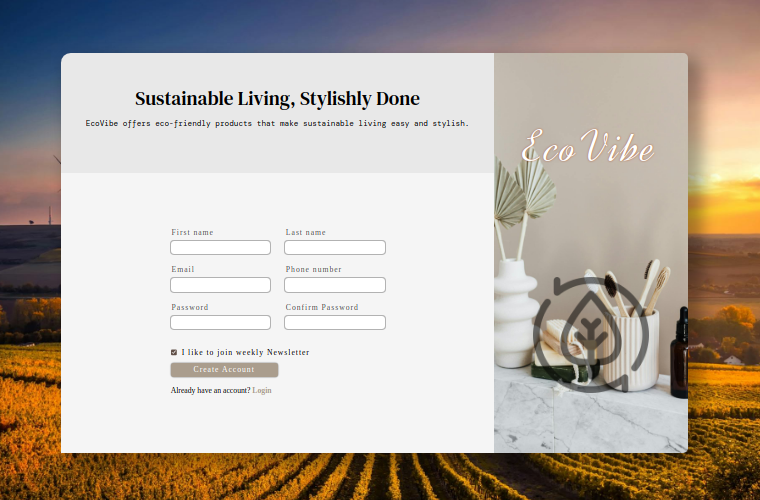 Sustainable Living, Stylishly Done
EcoVibe offers eco-friendly products that make sustainable living easy and stylish.
EcoVibe
First name
Last name
Email
Phone number
Password
Confirm Password
I like to join weekly Newsletter
Create Account
Already have an account? Login